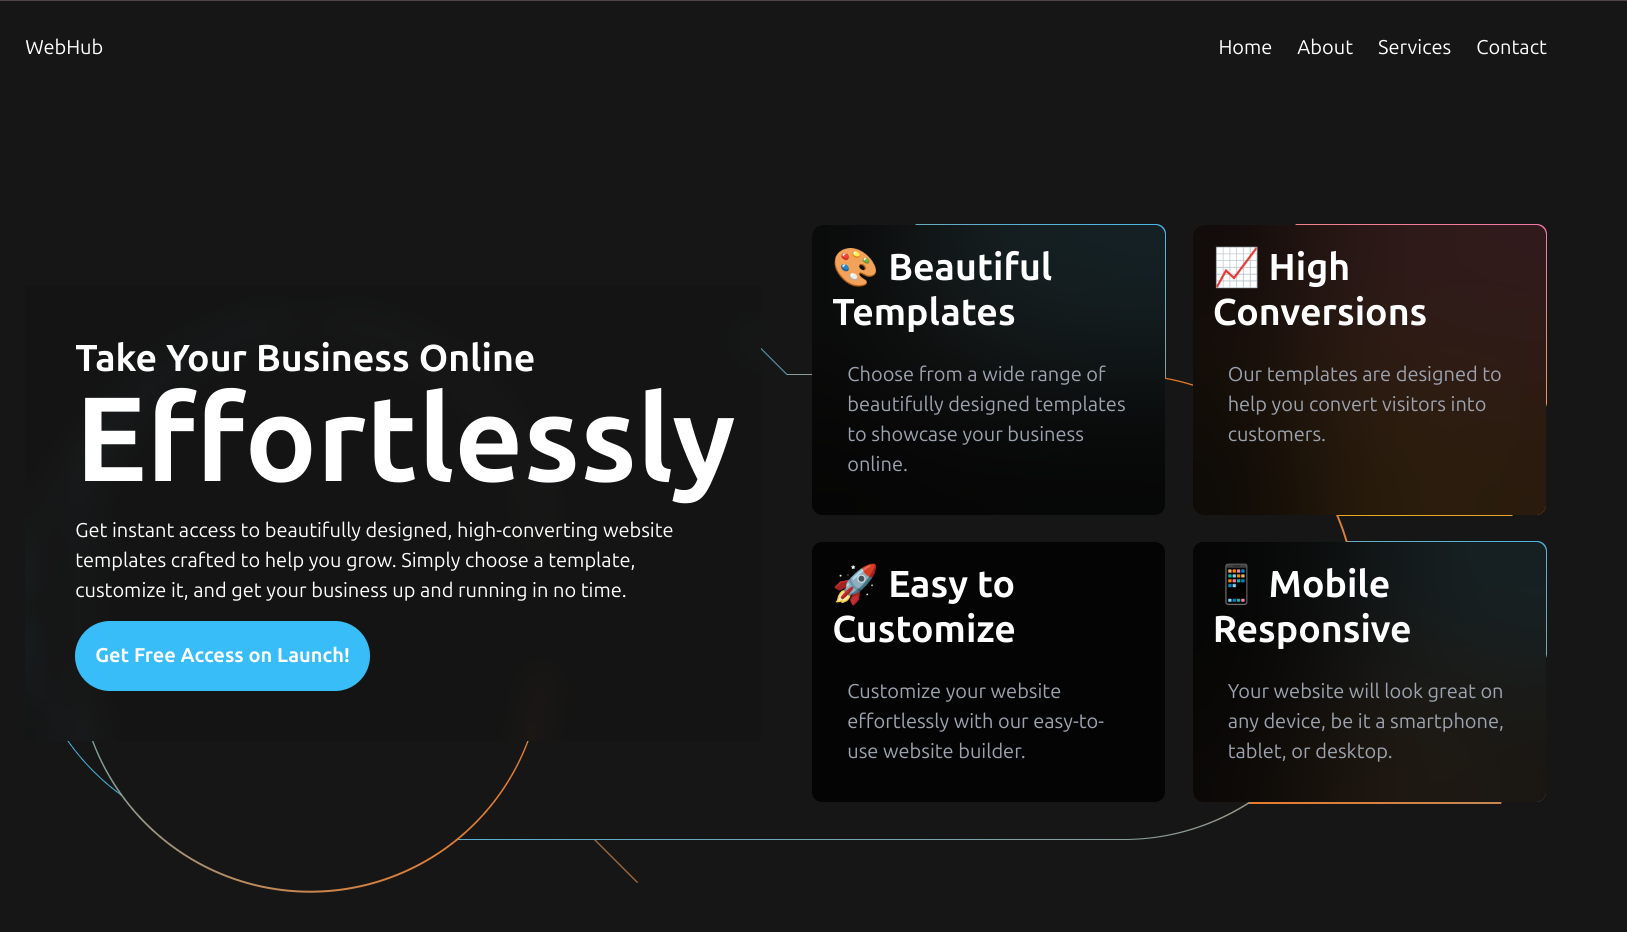 WebHub
Home About Services Contact
Take Your Business Online
Effortlessly
Get instant access to beautifully designed, high-converting website
templates crafted to help you grow. Simply choose a template,
customize it, and get your business up and running in no time.
Get Free Access on Launch!
🎨 Beautiful
Templates
Choose from a wide range of
beautifully designed templates
to showcase your business
online.
📈 High
Conversions
Our templates are designed to
help you convert visitors into
customers.
🚀 Easy to
Customize
Customize your website
effortlessly with our easy-to-
use website builder.
📱 Mobile
Responsive
Your website will look great on
any device, be it a smartphone,
tablet, or desktop.